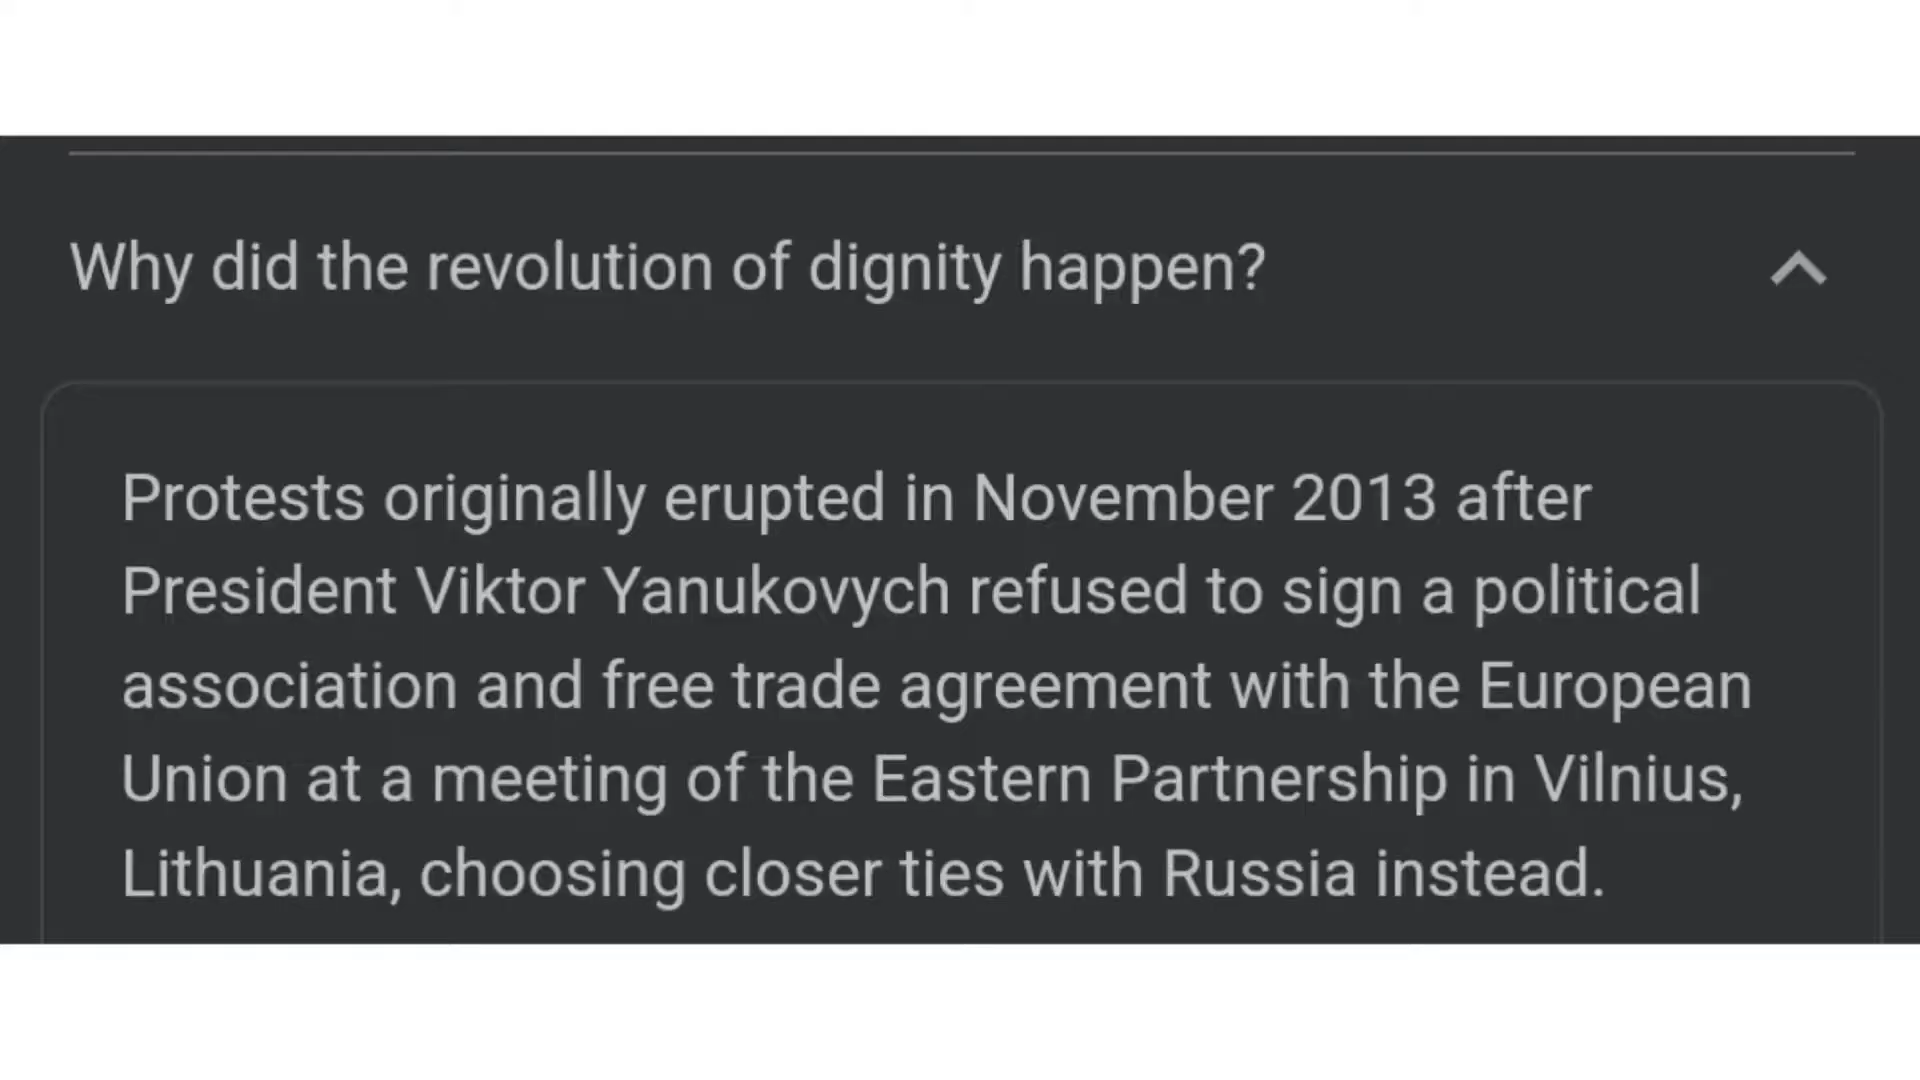 Why did the revolution of dignity happen?
Protests originally erupted in November 2013 after
President Viktor Yanukovych refused to sign a political
association and free trade agreement with the European
Union at a meeting of the Eastern Partnership in Vilnius,
Lithuania, choosing closer ties with Russia instead.